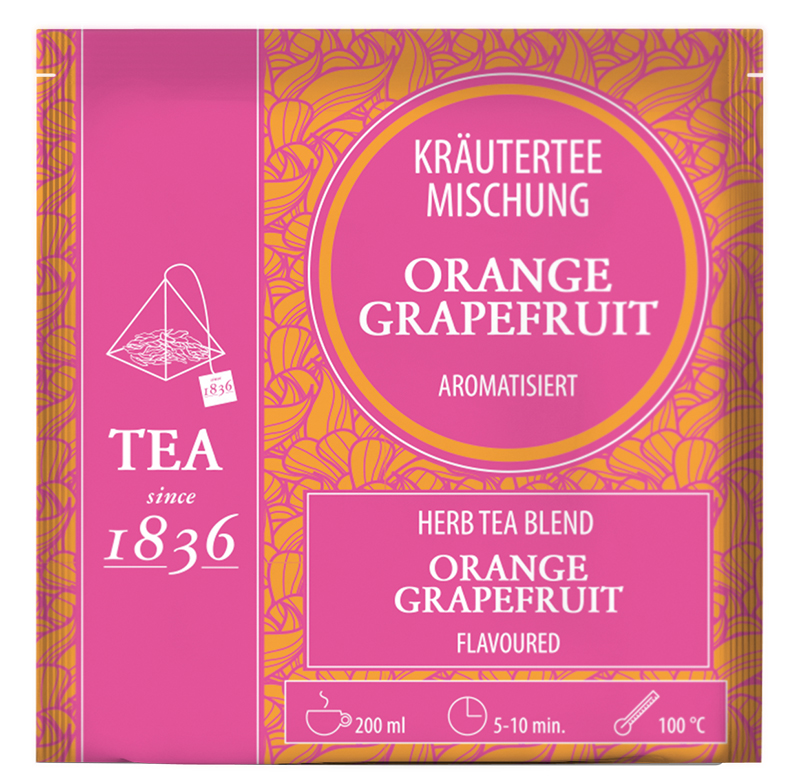 KRÄUTERTEE
MISCHUNG
ORANGE
GRAPEFRUIT
AROMATISIERT
SINCE
1836
TEA
since
1836
HERB TEA BLEND
ORANGE
GRAPEFRUIT
FLAVOURED
200 ml
5-10 min.
100 °C